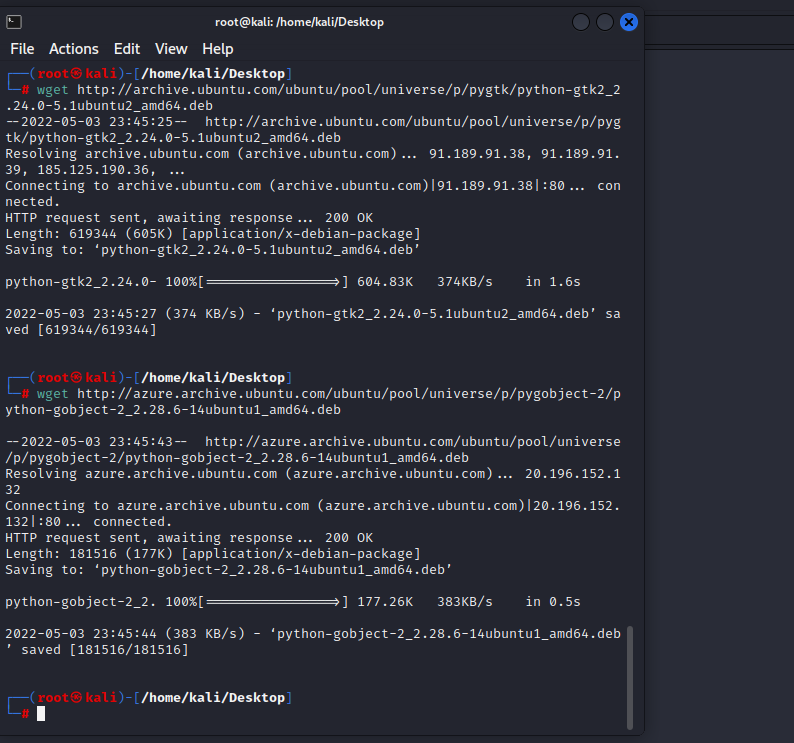 root@kali: /home/kali/Desktop
File Actions Edit View Help
┌──(root㉿kali)-[/home/kali/Desktop]
└─# wget http://archive.ubuntu.com/ubuntu/pool/universe/p/pygtk/python-gtk2_2
.24.0-5.1ubuntu2_amd64.deb
--2022-05-03 23:45:25-- http://archive.ubuntu.com/ubuntu/pool/universe/p/pyg
tk/python-gtk2_2.24.0-5.1ubuntu2_amd64.deb
Resolving archive.ubuntu.com (archive.ubuntu.com)... 91.189.91.38, 91.189.91.
39, 185.125.190.36, ...
Connecting to archive.ubuntu.com (archive.ubuntu.com)|91.189.91.38|:80... con
nected.
HTTP request sent, awaiting response... 200 OK
Length: 619344 (605K) [application/x-debian-package]
Saving to: ‘python-gtk2_2.24.0-5.1ubuntu2_amd64.deb’
python-gtk2_2.24.0- 100%[=================>] 604.83K 374KB/s in 1.6s
2022-05-03 23:45:27 (374 KB/s) - ‘python-gtk2_2.24.0-5.1ubuntu2_amd64.deb’ sa
ved [619344/619344]
┌──(root㉿kali)-[/home/kali/Desktop]
└─# wget http://azure.archive.ubuntu.com/ubuntu/pool/universe/p/pygobject-2/p
ython-gobject-2_2.28.6-14ubuntu1_amd64.deb
--2022-05-03 23:45:43-- http://azure.archive.ubuntu.com/ubuntu/pool/universe
/p/pygobject-2/python-gobject-2_2.28.6-14ubuntu1_amd64.deb
Resolving azure.archive.ubuntu.com (azure.archive.ubuntu.com)... 20.196.152.1
32
Connecting to azure.archive.ubuntu.com (azure.archive.ubuntu.com)|20.196.152.
132|:80... connected.
HTTP request sent, awaiting response... 200 OK
Length: 181516 (177K) [application/x-debian-package]
Saving to: ‘python-gobject-2_2.28.6-14ubuntu1_amd64.deb’
python-gobject-2_2. 100%[=================>] 177.26K 383KB/s in 0.5s
2022-05-03 23:45:44 (383 KB/s) - ‘python-gobject-2_2.28.6-14ubuntu1_amd64.deb
’ saved [181516/181516]
┌──(root㉿kali)-[/home/kali/Desktop]
└─#